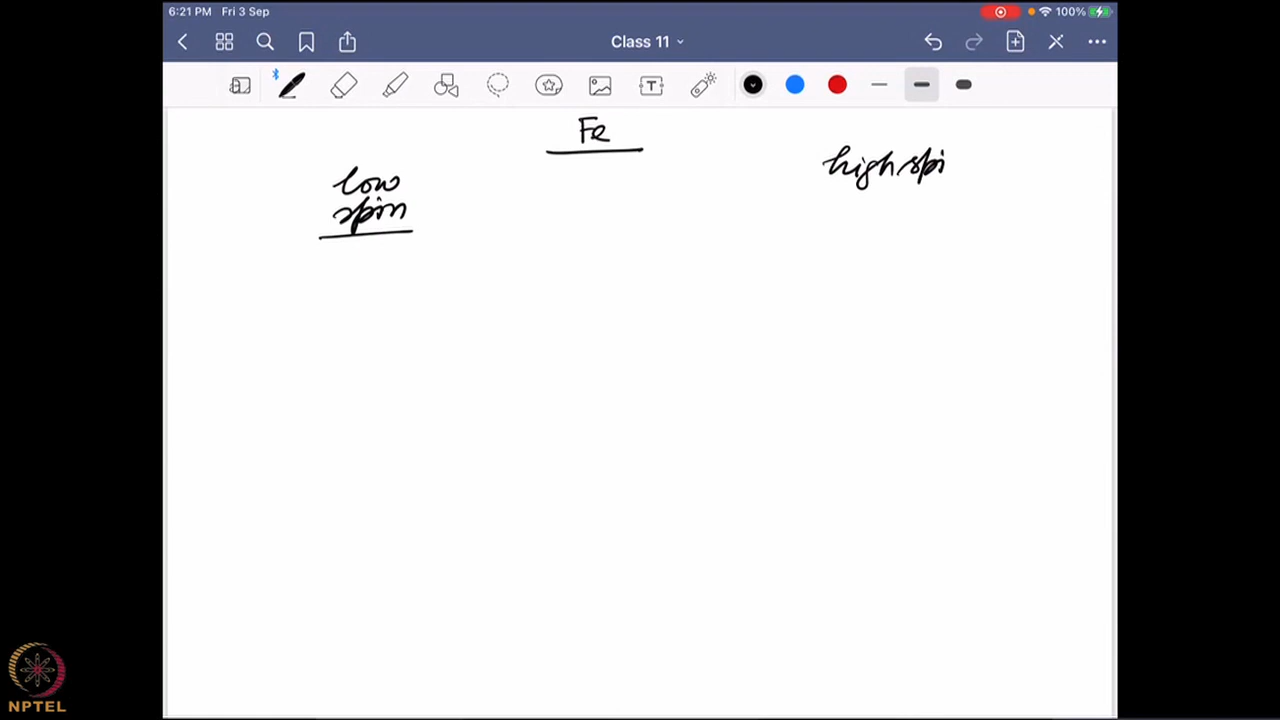 6:21 PM Fri 3 Sep
100%
Class 11
T
Fe
low
spin
high spi
NPTEL